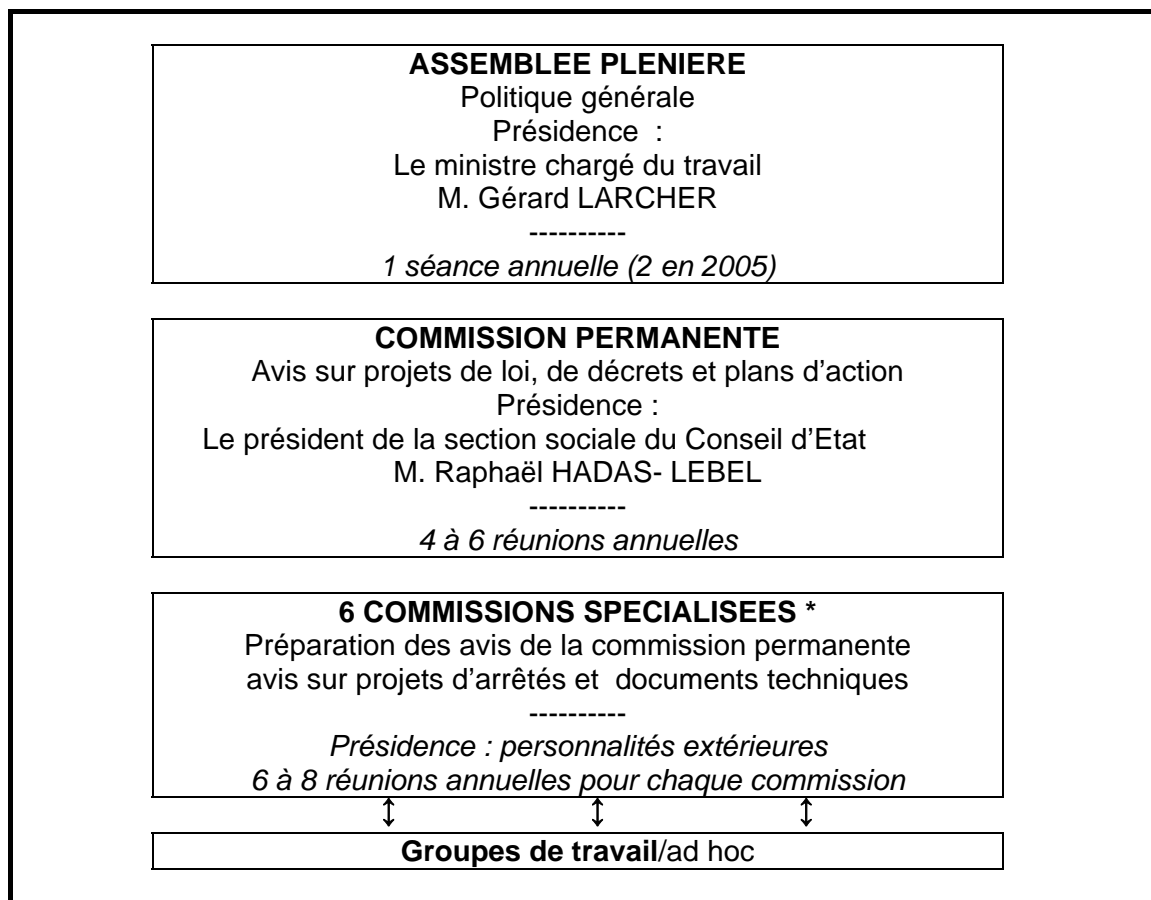 ASSEMBLEE PLENIERE
Politique générale
Présidence :
Le ministre chargé du travail
M. Gérard LARCHER
----------
1 séance annuelle (2 en 2005)
COMMISSION PERMANENTE
Avis sur projets de loi, de décrets et plans d'action
Présidence :
Le président de la section sociale du Conseil d'Etat
M. Raphaël HADAS- LEBEL
----------
4 à 6 réunions annuelles
6 COMMISSIONS SPECIALISEES *
Préparation des avis de la commission permanente
avis sur projets d'arrêtés et documents techniques
----------
Présidence : personnalités extérieures
6 à 8 réunions annuelles pour chaque commission
Groupes de travail/ad hoc